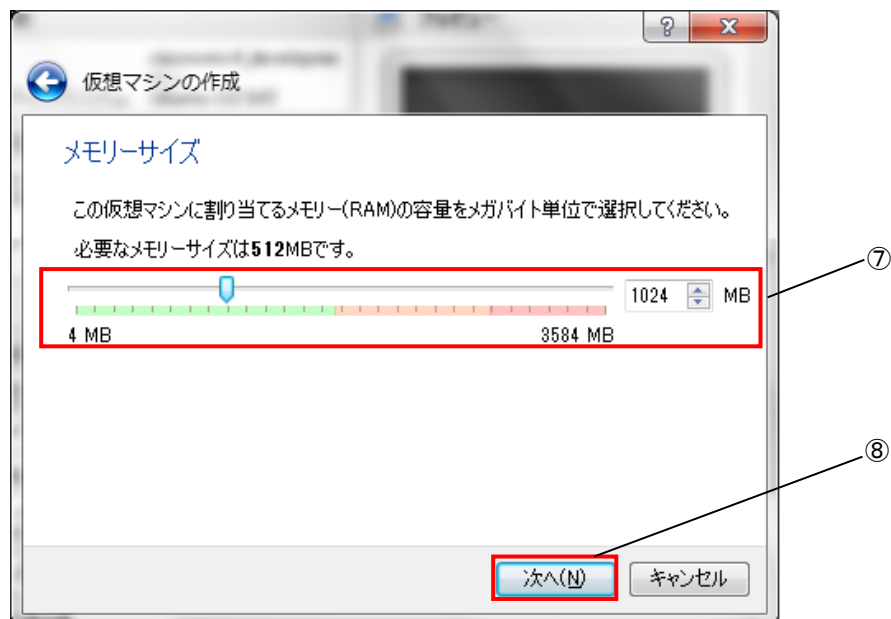 仮想マシンの作成
メモリーサイズ
この仮想マシンに割り当てるメモリー(RAM)の容量をメガバイト単位で選択してください。
必要なメモリーサイズは512MBです。
⑦
1024 MB
4 MB 3584 MB
⑧
次へ(N) キャンセル